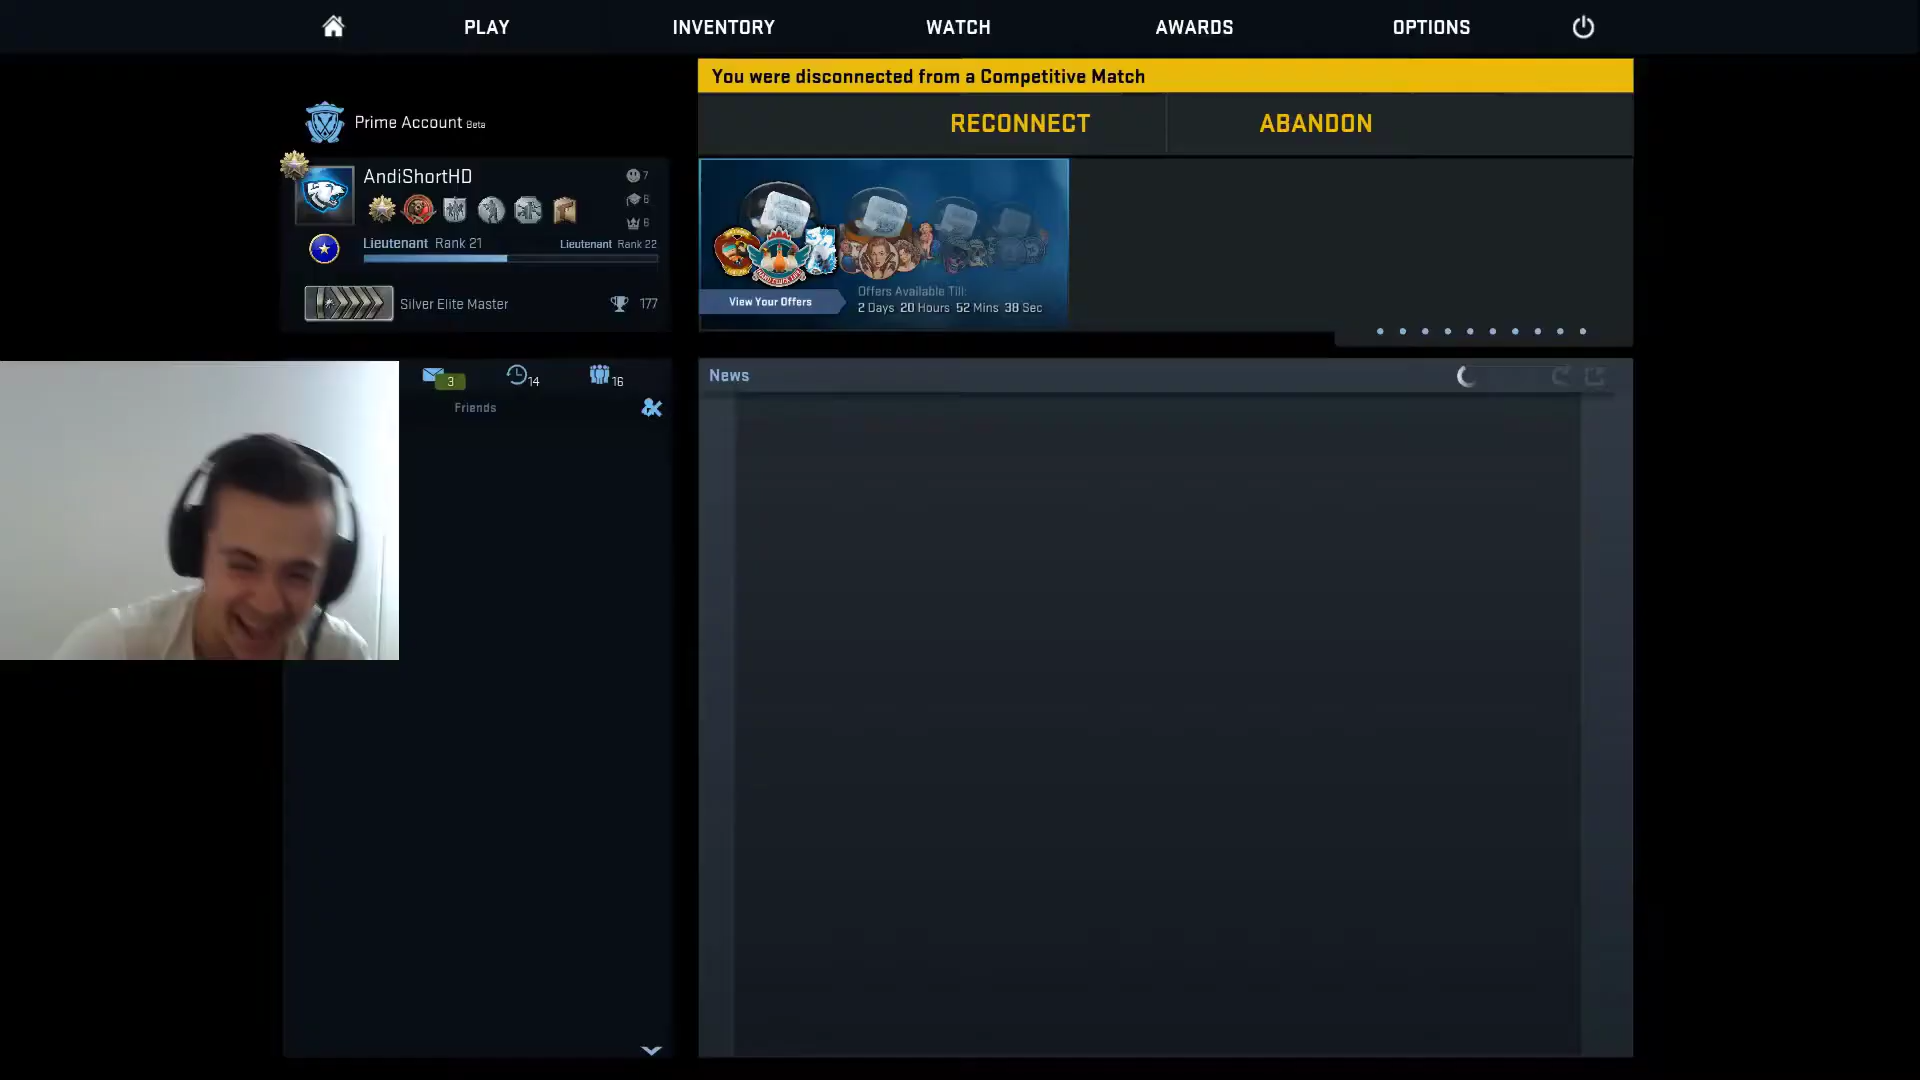 PLAY
INVENTORY
WATCH
AWARDS
OPTIONS
You were disconnected from a Competitive Match
RECONNECT
ABANDON
Prime Account Beta
AndiShortHD
7
6
6
Lieutenant Rank 21
Lieutenant Rank 22
Silver Elite Master
177
View Your Offers
Offers Available Till:
2 Days 20 Hours 52 Mins 38 Sec
3
14
16
Friends
News